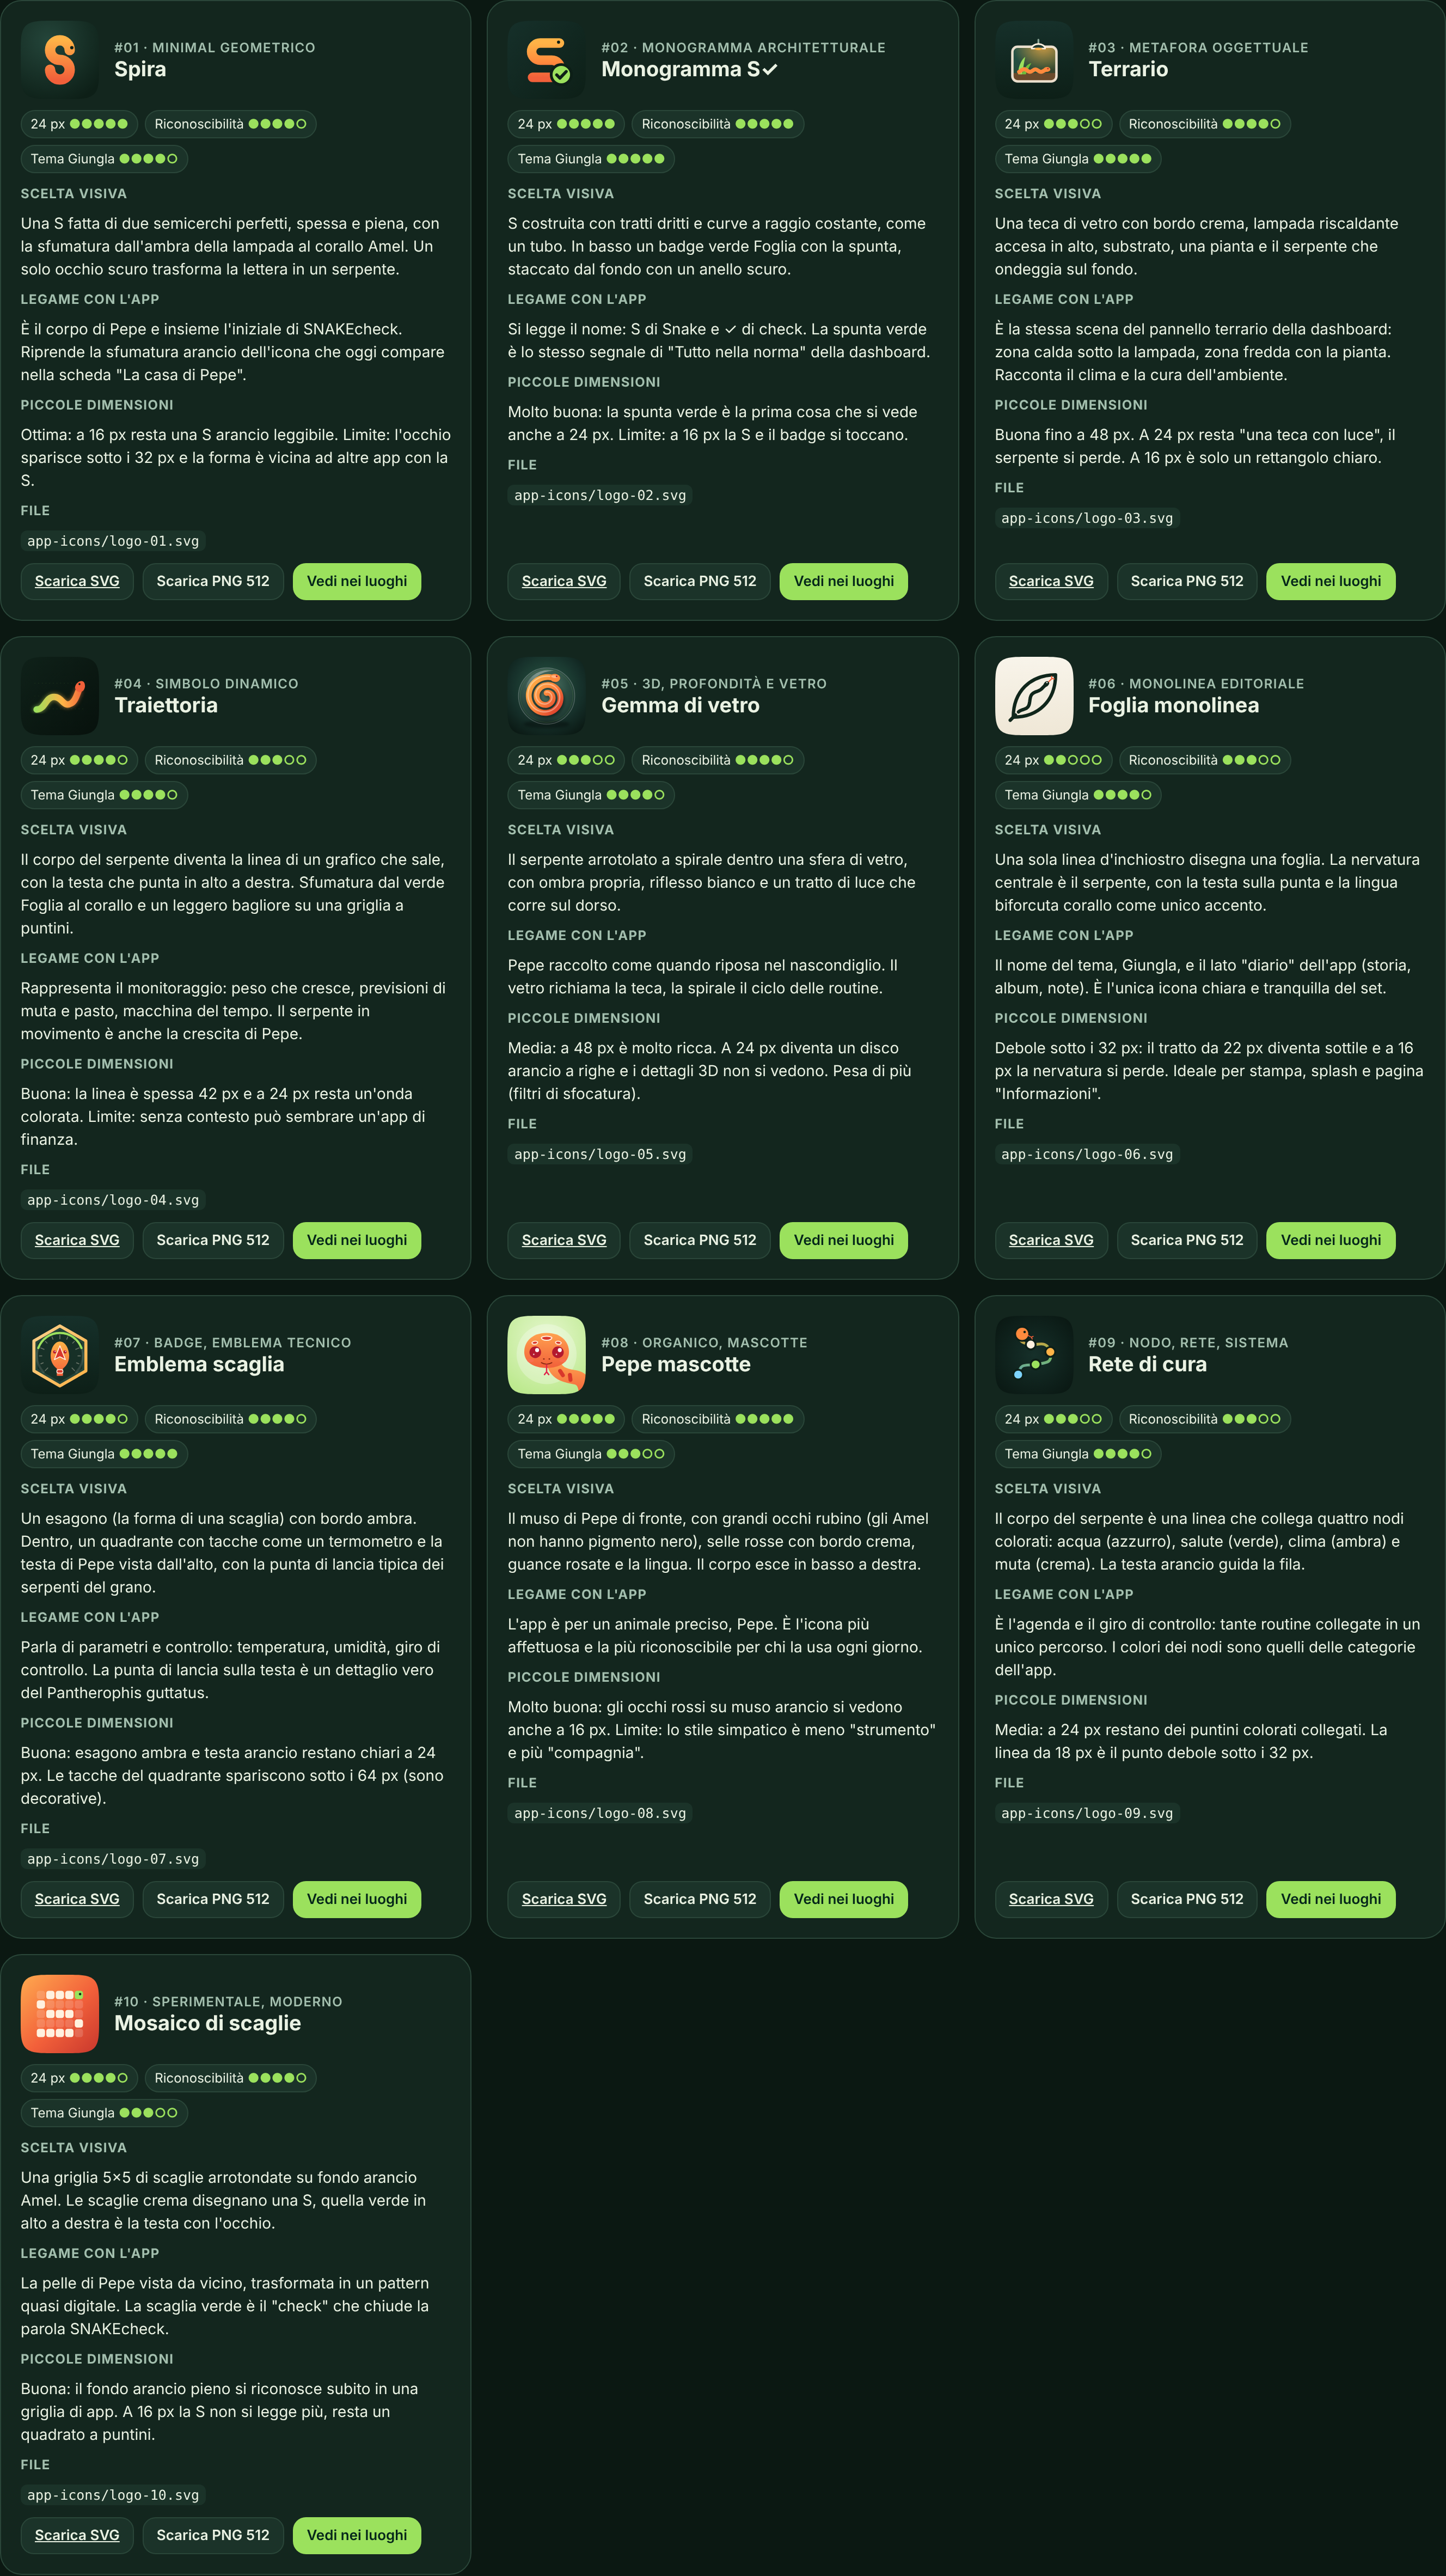 #01 · MINIMAL GEOMETRICO
Spira
24 px
Riconoscibilità
Tema Giungla
SCELTA VISIVA
Una S fatta di due semicerchi perfetti, spessa e piena, con
la sfumatura dall'ambra della lampada al corallo Amel. Un
solo occhio scuro trasforma la lettera in un serpente.
LEGAME CON L'APP
È il corpo di Pepe e insieme l'iniziale di SNAKEcheck.
Riprende la sfumatura arancio dell'icona che oggi compare
nella scheda "La casa di Pepe".
PICCOLE DIMENSIONI
Ottima: a 16 px resta una S arancio leggibile. Limite: l'occhio
sparisce sotto i 32 px e la forma è vicina ad altre app con la
S.
FILE
app-icons/logo-01.svg
Scarica SVG
Scarica PNG 512
Vedi nei luoghi
#02 · MONOGRAMMA ARCHITETTURALE
Monogramma S✓
24 px
Riconoscibilità
Tema Giungla
SCELTA VISIVA
S costruita con tratti dritti e curve a raggio costante, come
un tubo. In basso un badge verde Foglia con la spunta,
staccato dal fondo con un anello scuro.
LEGAME CON L'APP
Si legge il nome: S di Snake e ✓ di check. La spunta verde
è lo stesso segnale di "Tutto nella norma" della dashboard.
PICCOLE DIMENSIONI
Molto buona: la spunta verde è la prima cosa che si vede
anche a 24 px. Limite: a 16 px la S e il badge si toccano.
FILE
app-icons/logo-02.svg
Scarica SVG
Scarica PNG 512
Vedi nei luoghi
#03 · METAFORA OGGETTUALE
Terrario
24 px
Riconoscibilità
Tema Giungla
SCELTA VISIVA
Una teca di vetro con bordo crema, lampada riscaldante
accesa in alto, substrato, una pianta e il serpente che
ondeggia sul fondo.
LEGAME CON L'APP
È la stessa scena del pannello terrario della dashboard:
zona calda sotto la lampada, zona fredda con la pianta.
Racconta il clima e la cura dell'ambiente.
PICCOLE DIMENSIONI
Buona fino a 48 px. A 24 px resta "una teca con luce", il
serpente si perde. A 16 px è solo un rettangolo chiaro.
FILE
app-icons/logo-03.svg
Scarica SVG
Scarica PNG 512
Vedi nei luoghi
#04 · SIMBOLO DINAMICO
Traiettoria
24 px
Riconoscibilità
Tema Giungla
SCELTA VISIVA
Il corpo del serpente diventa la linea di un grafico che sale,
con la testa che punta in alto a destra. Sfumatura dal verde
Foglia al corallo e un leggero bagliore su una griglia a
puntini.
LEGAME CON L'APP
Rappresenta il monitoraggio: peso che cresce, previsioni di
muta e pasto, macchina del tempo. Il serpente in
movimento è anche la crescita di Pepe.
PICCOLE DIMENSIONI
Buona: la linea è spessa 42 px e a 24 px resta un'onda
colorata. Limite: senza contesto può sembrare un'app di
finanza.
FILE
app-icons/logo-04.svg
Scarica SVG
Scarica PNG 512
Vedi nei luoghi
#05 · 3D, PROFONDITÀ E VETRO
Gemma di vetro
24 px
Riconoscibilità
Tema Giungla
SCELTA VISIVA
Il serpente arrotolato a spirale dentro una sfera di vetro,
con ombra propria, riflesso bianco e un tratto di luce che
corre sul dorso.
LEGAME CON L'APP
Pepe raccolto come quando riposa nel nascondiglio. Il
vetro richiama la teca, la spirale il ciclo delle routine.
PICCOLE DIMENSIONI
Media: a 48 px è molto ricca. A 24 px diventa un disco
arancio a righe e i dettagli 3D non si vedono. Pesa di più
(filtri di sfocatura).
FILE
app-icons/logo-05.svg
Scarica SVG
Scarica PNG 512
Vedi nei luoghi
#06 · MONOLINEA EDITORIALE
Foglia monolinea
24 px
Riconoscibilità
Tema Giungla
SCELTA VISIVA
Una sola linea d'inchiostro disegna una foglia. La nervatura
centrale è il serpente, con la testa sulla punta e la lingua
biforcuta corallo come unico accento.
LEGAME CON L'APP
Il nome del tema, Giungla, e il lato "diario" dell'app (storia,
album, note). È l'unica icona chiara e tranquilla del set.
PICCOLE DIMENSIONI
Debole sotto i 32 px: il tratto da 22 px diventa sottile e a 16
px la nervatura si perde. Ideale per stampa, splash e pagina
"Informazioni".
FILE
app-icons/logo-06.svg
Scarica SVG
Scarica PNG 512
Vedi nei luoghi
#07 · BADGE, EMBLEMA TECNICO
Emblema scaglia
24 px
Riconoscibilità
Tema Giungla
SCELTA VISIVA
Un esagono (la forma di una scaglia) con bordo ambra.
Dentro, un quadrante con tacche come un termometro e la
testa di Pepe vista dall'alto, con la punta di lancia tipica dei
serpenti del grano.
LEGAME CON L'APP
Parla di parametri e controllo: temperatura, umidità, giro di
controllo. La punta di lancia sulla testa è un dettaglio vero
del Pantherophis guttatus.
PICCOLE DIMENSIONI
Buona: esagono ambra e testa arancio restano chiari a 24
px. Le tacche del quadrante spariscono sotto i 64 px (sono
decorative).
FILE
app-icons/logo-07.svg
Scarica SVG
Scarica PNG 512
Vedi nei luoghi
#08 · ORGANICO, MASCOTTE
Pepe mascotte
24 px
Riconoscibilità
Tema Giungla
SCELTA VISIVA
Il muso di Pepe di fronte, con grandi occhi rubino (gli Amel
non hanno pigmento nero), selle rosse con bordo crema,
guance rosate e la lingua. Il corpo esce in basso a destra.
LEGAME CON L'APP
L'app è per un animale preciso, Pepe. È l'icona più
affettuosa e la più riconoscibile per chi la usa ogni giorno.
PICCOLE DIMENSIONI
Molto buona: gli occhi rossi su muso arancio si vedono
anche a 16 px. Limite: lo stile simpatico è meno "strumento"
e più "compagnia".
FILE
app-icons/logo-08.svg
Scarica SVG
Scarica PNG 512
Vedi nei luoghi
#09 · NODO, RETE, SISTEMA
Rete di cura
24 px
Riconoscibilità
Tema Giungla
SCELTA VISIVA
Il corpo del serpente è una linea che collega quattro nodi
colorati: acqua (azzurro), salute (verde), clima (ambra) e
muta (crema). La testa arancio guida la fila.
LEGAME CON L'APP
È l'agenda e il giro di controllo: tante routine collegate in un
unico percorso. I colori dei nodi sono quelli delle categorie
dell'app.
PICCOLE DIMENSIONI
Media: a 24 px restano dei puntini colorati collegati. La
linea da 18 px è il punto debole sotto i 32 px.
FILE
app-icons/logo-09.svg
Scarica SVG
Scarica PNG 512
Vedi nei luoghi
#10 · SPERIMENTALE, MODERNO
Mosaico di scaglie
24 px
Riconoscibilità
Tema Giungla
SCELTA VISIVA
Una griglia 5×5 di scaglie arrotondate su fondo arancio
Amel. Le scaglie crema disegnano una S, quella verde in
alto a destra è la testa con l'occhio.
LEGAME CON L'APP
La pelle di Pepe vista da vicino, trasformata in un pattern
quasi digitale. La scaglia verde è il "check" che chiude la
parola SNAKEcheck.
PICCOLE DIMENSIONI
Buona: il fondo arancio pieno si riconosce subito in una
griglia di app. A 16 px la S non si legge più, resta un
quadrato a puntini.
FILE
app-icons/logo-10.svg
Scarica SVG
Scarica PNG 512
Vedi nei luoghi